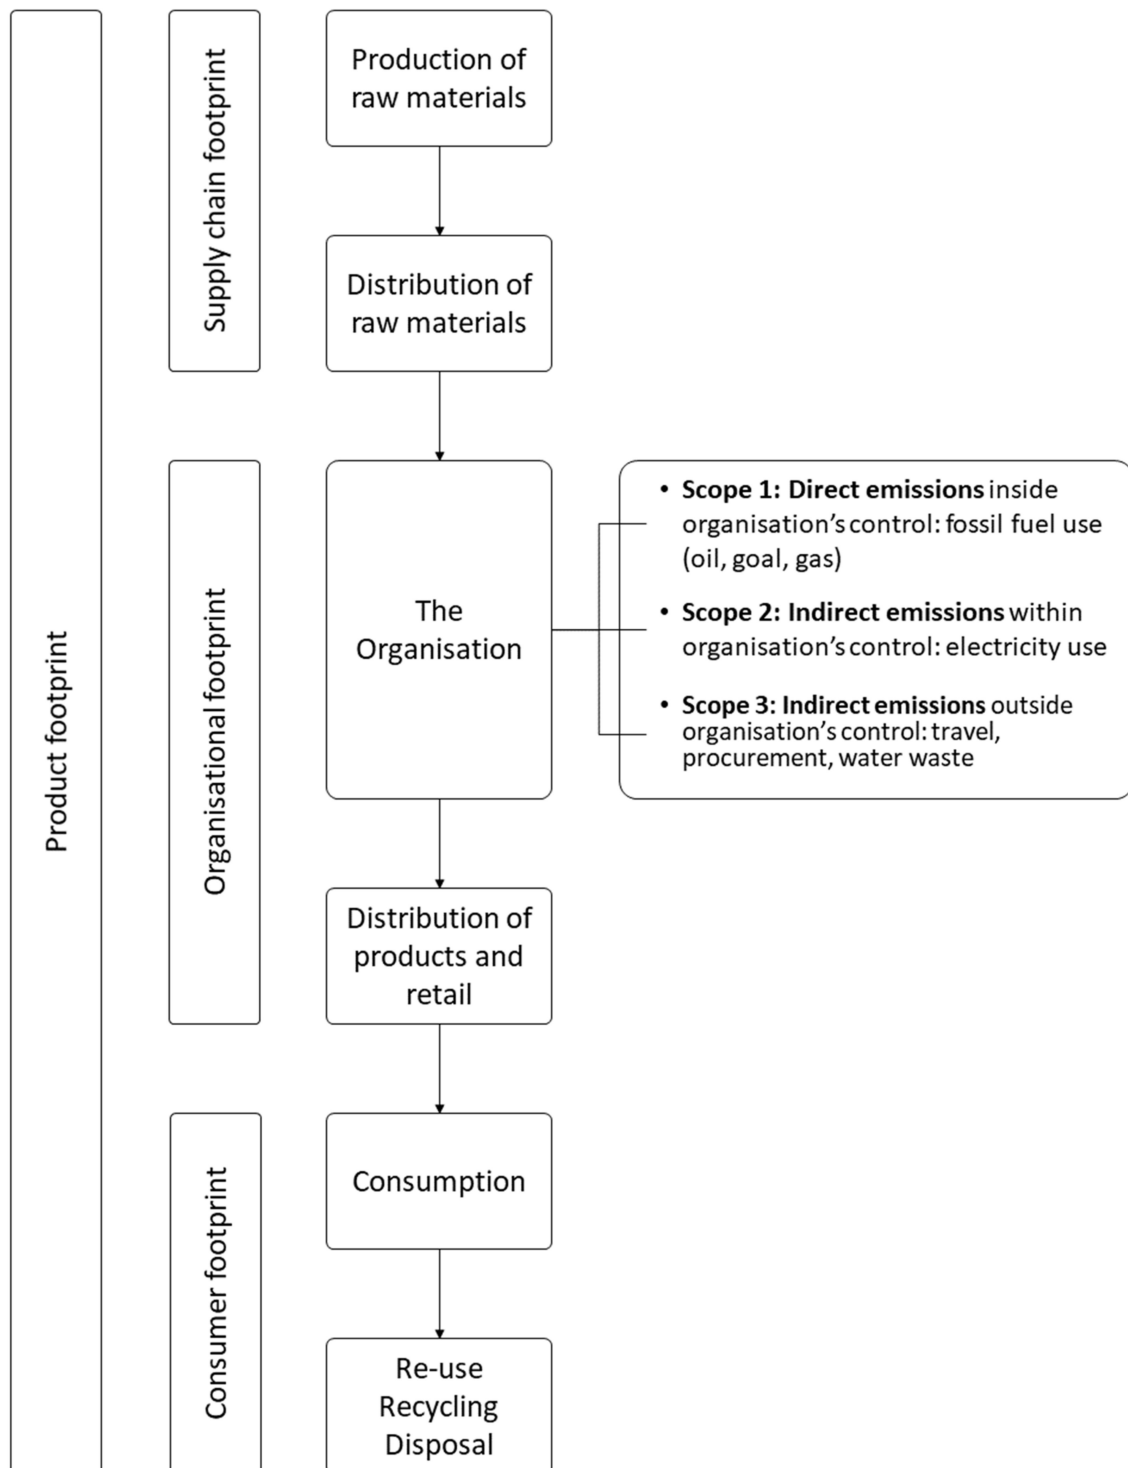 Product footprint
Supply chain footprint
Production of
raw materials
Distribution of
raw materials
Organisational footprint
The
Organisation
• Scope 1: Direct emissions inside
organisation’s control: fossil fuel use
(oil, goal, gas)
• Scope 2: Indirect emissions within
organisation’s control: electricity use
• Scope 3: Indirect emissions outside
organisation’s control: travel,
procurement, water waste
Distribution of
products and
retail
Consumer footprint
Consumption
Re-use
Recycling
Disposal